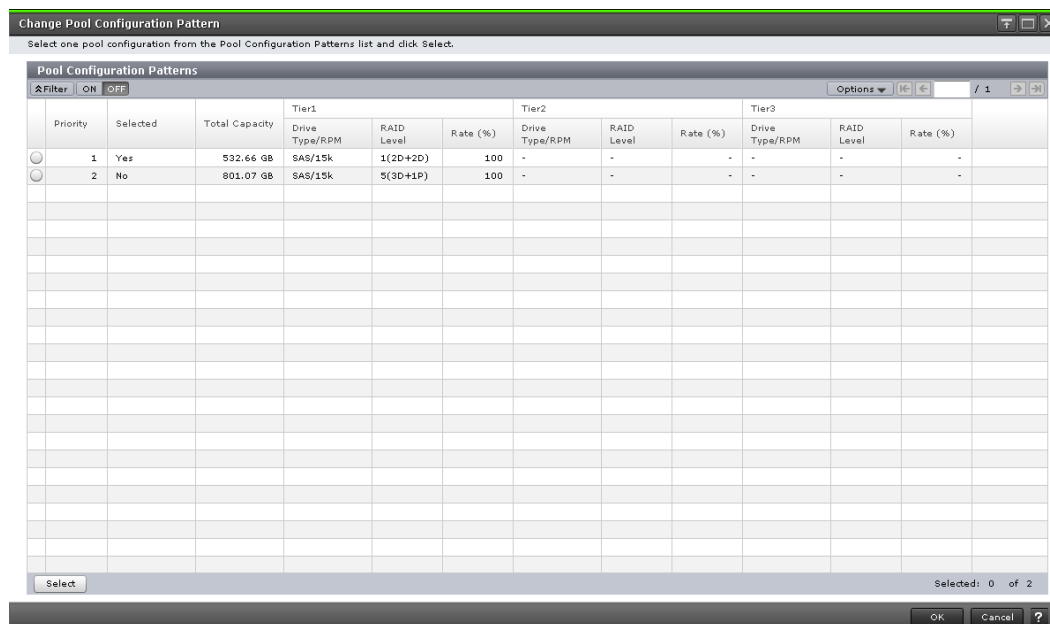 Change Pool Configuration Pattern
Select one pool configuration from the Pool Configuration Patterns list and click Select.
Pool Configuration Patterns
Filter ON OFF Options / 1
Tier1 Tier2 Tier3
Priority Selected Total Capacity Drive Type/RPM RAID Level Rate (%) Drive Type/RPM RAID Level Rate (%) Drive Type/RPM RAID Level Rate (%)
1 Yes 532.66 GB SAS/15k 1(2D+2D) 100 - - - - - -
2 No 801.07 GB SAS/15k 5(3D+1P) 100 - - - - - -
Select Selected: 0 of 2
OK Cancel ?